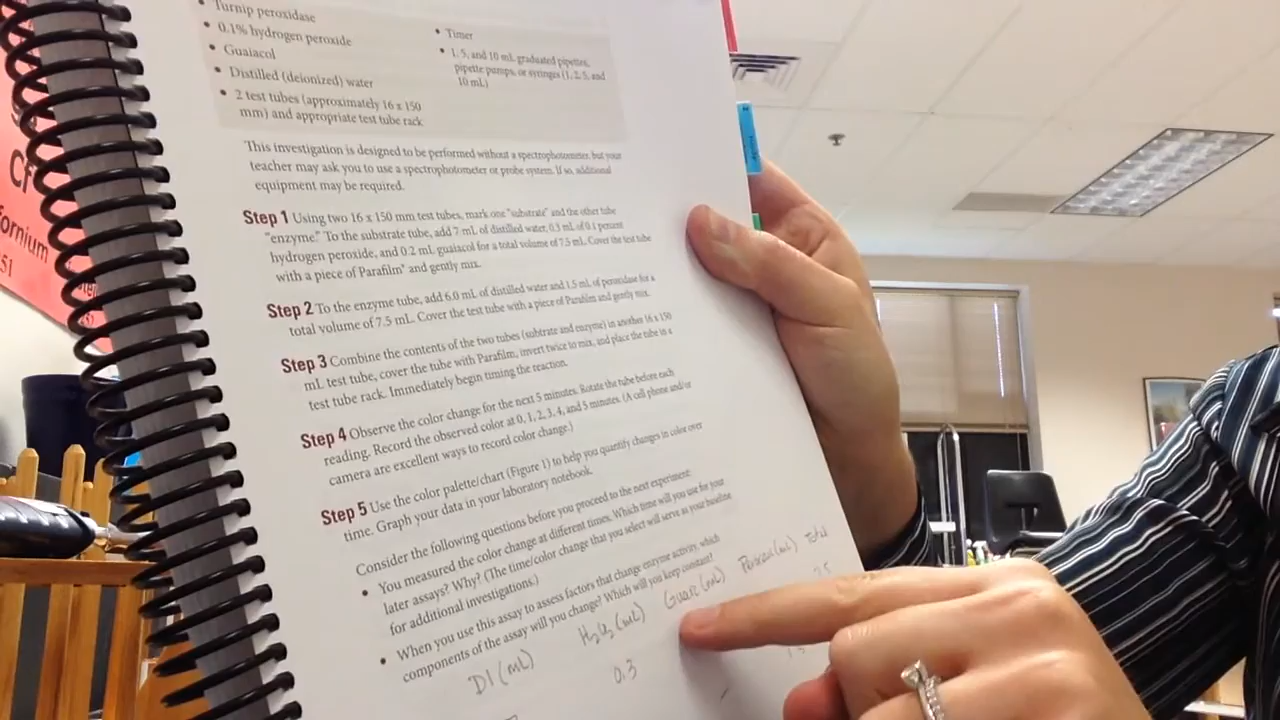 Turnip peroxidase
• 0.1% hydrogen peroxide
• Guaiacol
• Distilled (deionized) water
• 2 test tubes (approximately 16 x 150
mm) and appropriate test tube rack
• Timer
• 1, 5, and 10 mL graduated pipettes,
pipette pumps, or syringes (1, 2, 5, and
10 mL)
This investigation is designed to be performed without a spectrophotometer, but your
teacher may ask you to use a spectrophotometer or probe system. If so, additional
equipment may be required.
Step 1 Using two 16 x 150 mm test tubes, mark one "substrate" and the other tube
"enzyme." To the substrate tube, add 7 mL of distilled water, 0.3 mL of 0.1 percent
hydrogen peroxide, and 0.2 mL guaiacol for a total volume of 7.5 mL. Cover the test tube
with a piece of Parafilm® and gently mix.
Step 2 To the enzyme tube, add 6.0 mL of distilled water and 1.5 mL of peroxidase for a
total volume of 7.5 mL. Cover the test tube with a piece of Parafilm and gently mix.
Step 3 Combine the contents of the two tubes (subtrate and enzyme) in another 16 x 150
mL test tube, cover the tube with Parafilm, invert twice to mix, and place the tube in a
test tube rack. Immediately begin timing the reaction.
Step 4 Observe the color change for the next 5 minutes. Rotate the tube before each
reading. Record the observed color at 0, 1, 2, 3, 4, and 5 minutes. (A cell phone and/or
camera are excellent ways to record color change.)
Step 5 Use the color palette/chart (Figure 1) to help you quantify changes in color over
time. Graph your data in your laboratory notebook.
Consider the following questions before you proceed to the next experiment:
• You measured the color change at different times. Which time will you use for your
later assays? Why? (The time/color change that you select will serve as your baseline
for additional investigations.)
• When you use this assay to assess factors that change enzyme activity, which
components of the assay will you change? Which will you keep constant?
DI (mL) H2O2 (mL) Guaic (mL) (mL) total
0.3
Cf
fornium
51